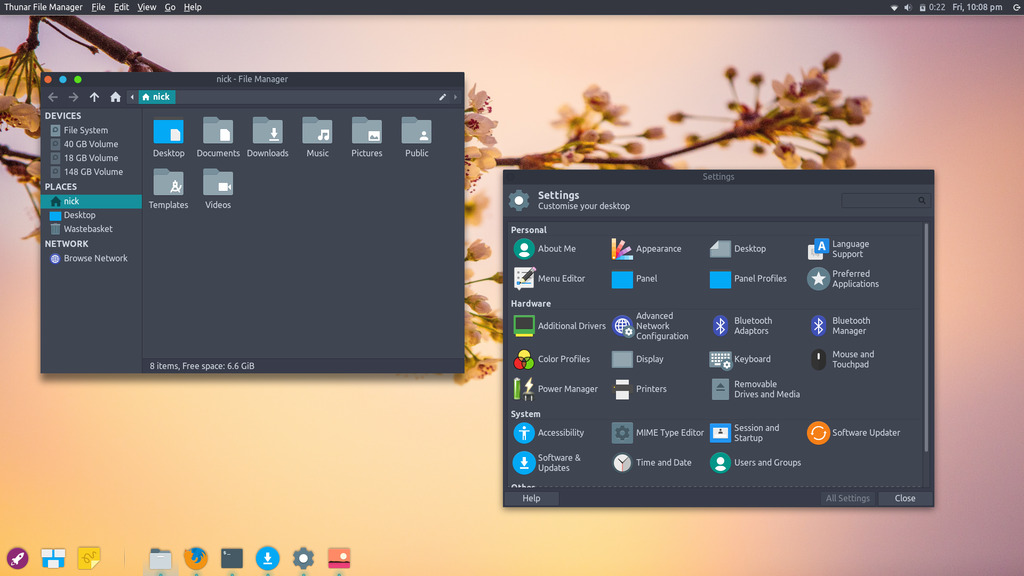 Thunar File Manager File Edit View Go Help
0:22 Fri, 10:08 pm
nick - File Manager
nick
DEVICES
File System
40 GB Volume
18 GB Volume
148 GB Volume
PLACES
nick
Desktop
Wastebasket
NETWORK
Browse Network
Desktop Documents Downloads Music Pictures Public
Templates Videos
8 items, Free space: 6.6 GiB
Settings
Settings
Customise your desktop
Personal
About Me Appearance Desktop Language
Support
Menu Editor Panel Panel Profiles Preferred
Applications
Hardware
Additional Drivers Advanced
Network
Configuration Bluetooth
Adaptors Bluetooth
Manager
Color Profiles Display Keyboard Mouse and
Touchpad
Power Manager Printers Removable
Drives and Media
System
Accessibility MIME Type Editor Session and
Startup Software Updater
Software &
Updates Time and Date Users and Groups
Other
Help All Settings Close